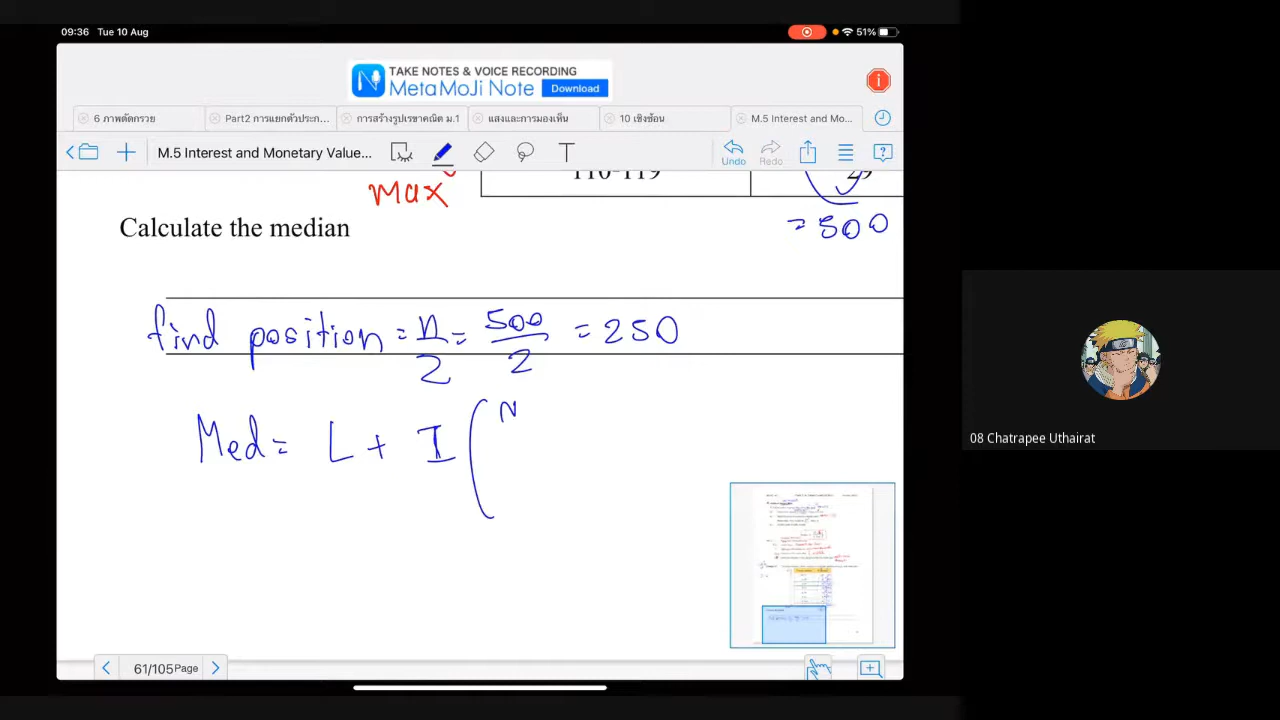 09:36 Tue 10 Aug
51%
TAKE NOTES & VOICE RECORDING
MetaMoJi Note Download
6 ภาพตัดกรวย
Part2 การแยกตัวประก...
การสร้างรูปเรขาคณิต ม.1
แสงและการมองเห็น
10 เชิงซ้อน
M.5 Interest and Mo...
M.5 Interest and Monetary Value...
T
Undo
Redo
110-119
29
max
= 500
Calculate the median
find position = n/2 = 500/2 = 250
Med = L + I ( N
08 Chatrapee Uthairat
61/105Page